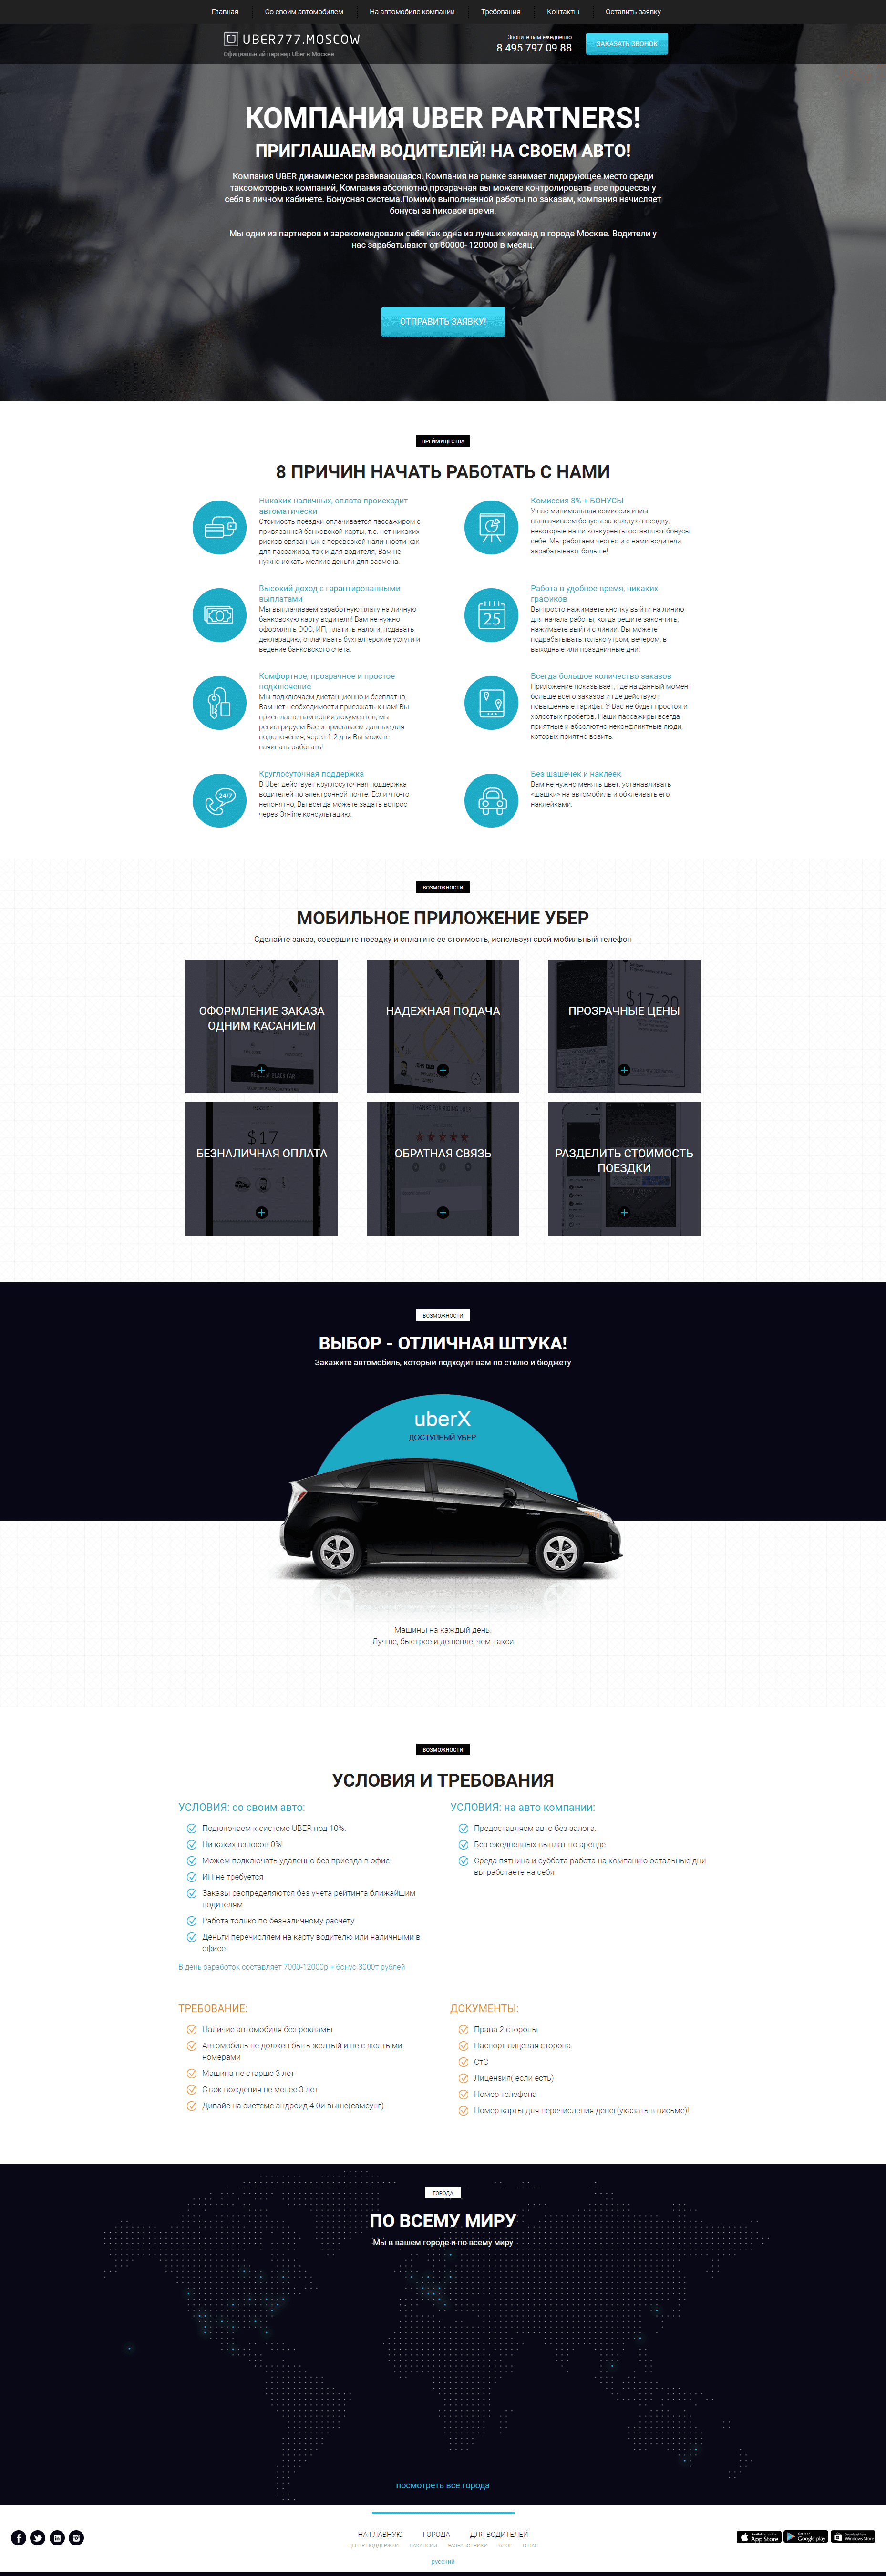 Главная
Со своим автомобилем
На автомобиле компании
Требования
Контакты
Оставить заявку
UBER777.MOSCOW
Официальный партнер Uber в Москве
Звоните нам ежедневно
8 495 797 09 88
ЗАКАЗАТЬ ЗВОНОК
КОМПАНИЯ UBER PARTNERS!
ПРИГЛАШАЕМ ВОДИТЕЛЕЙ! НА СВОЕМ АВТО!
Компания UBER динамически развивающаяся. Компания на рынке занимает лидирующее место среди
таксомоторных компаний, Компания абсолютно прозрачная вы можете контролировать все процессы у
себя в личном кабинете. Бонусная система.Помимо выполненной работы по заказам, компания начисляет
бонусы за пиковое время.
Мы одни из партнеров и зарекомендовали себя как одна из лучших команд в городе Москве. Водители у
нас зарабатывают от 80000- 120000 в месяц.
ОТПРАВИТЬ ЗАЯВКУ!
ПРЕЙМУЩЕСТВА
8 ПРИЧИН НАЧАТЬ РАБОТАТЬ С НАМИ
Никаких наличных, оплата происходит
автоматически
Стоимость поездки оплачивается пассажиром с
привязанной банковской карты, т.е. нет никаких
рисков связанных с перевозкой наличности как
для пассажира, так и для водителя, Вам не
нужно искать мелкие деньги для размена.
Комиссия 8% + БОНУСЫ
У нас минимальная комиссия и мы
выплачиваем бонусы за каждую поездку,
некоторые наши конкуренты оставляют бонусы
себе. Мы работаем честно и с нами водители
зарабатывают больше!
Высокий доход с гарантированными
выплатами
Мы выплачиваем заработную плату на личную
банковскую карту водителя! Вам не нужно
оформлять ООО, ИП, платить налоги, подавать
декларацию, оплачивать бухгалтерские услуги и
ведение банковского счета.
25
Работа в удобное время, никаких
графиков
Вы просто нажимаете кнопку выйти на линию
для начала работы, когда решите закончить,
нажимаете выйти с линии. Вы можете
подрабатывать только утром, вечером, в
выходные или праздничные дни!
Комфортное, прозрачное и простое
подключение
Мы подключаем дистанционно и бесплатно,
Вам нет необходимости приезжать к нам! Вы
присылаете нам копии документов, мы
регистрируем Вас и присылаем данные для
подключения, через 1-2 дня Вы можете
начинать работать!
Всегда большое количество заказов
Приложение показывает, где на данный момент
больше всего заказов и где действуют
повышенные тарифы. У Вас не будет простоя и
холостых пробегов. Наши пассажиры всегда
приятные и абсолютно неконфликтные люди,
которых приятно возить.
24/7
Круглосуточная поддержка
В Uber действует круглосуточная поддержка
водителей по электронной почте. Если что-то
непонятно, Вы всегда можете задать вопрос
через On-line консультацию.
Без шашечек и наклеек
Вам не нужно менять цвет, устанавливать
«шашки» на автомобиль и обклеивать его
наклейками.
ВОЗМОЖНОСТИ
МОБИЛЬНОЕ ПРИЛОЖЕНИЕ УБЕР
Сделайте заказ, совершите поездку и оплатите ее стоимость, используя свой мобильный телефон
ОФОРМЛЕНИЕ ЗАКАЗА
ОДНИМ КАСАНИЕМ
НАДЕЖНАЯ ПОДАЧА
ПРОЗРАЧНЫЕ ЦЕНЫ
$17-20
$17
БЕЗНАЛИЧНАЯ ОПЛАТА
ОБРАТНАЯ СВЯЗЬ
РАЗДЕЛИТЬ СТОИМОСТЬ
ПОЕЗДКИ
ВОЗМОЖНОСТИ
ВЫБОР - ОТЛИЧНАЯ ШТУКА!
Закажите автомобиль, который подходит вам по стилю и бюджету
uberX
ДОСТУПНЫЙ УБЕР
Машины на каждый день.
Лучше, быстрее и дешевле, чем такси
ВОЗМОЖНОСТИ
УСЛОВИЯ И ТРЕБОВАНИЯ
УСЛОВИЯ: со своим авто:
Подключаем к системе UBER под 10%.
Ни каких взносов 0%!
Можем подключать удаленно без приезда в офис
ИП не требуется
Заказы распределяются без учета рейтинга ближайшим
водителям
Работа только по безналичному расчету
Деньги перечисляем на карту водителю или наличными в
офисе
В день заработок составляет 7000-12000р + бонус 3000т рублей
УСЛОВИЯ: на авто компании:
Предоставляем авто без залога.
Без ежедневных выплат по аренде
Среда пятница и суббота работа на компанию остальные дни
вы работаете на себя
ТРЕБОВАНИЕ:
Наличие автомобиля без рекламы
Автомобиль не должен быть желтый и не с желтыми
номерами
Машина не старше 3 лет
Стаж вождения не менее 3 лет
Дивайс на системе андроид 4.0и выше(самсунг)
ДОКУМЕНТЫ:
Права 2 стороны
Паспорт лицевая сторона
СтС
Лицензия( если есть)
Номер телефона
Номер карты для перечисления денег(указать в письме)!
ГОРОДА
ПО ВСЕМУ МИРУ
Мы в вашем городе и по всему миру
посмотреть все города
НА ГЛАВНУЮ
ГОРОДА
ДЛЯ ВОДИТЕЛЕЙ
ЦЕНТР ПОДДЕРЖКИ
ВАКАНСИИ
РАЗРАБОТЧИКИ
БЛОГ
О НАС
русский
App Store
Google play
Windows Store